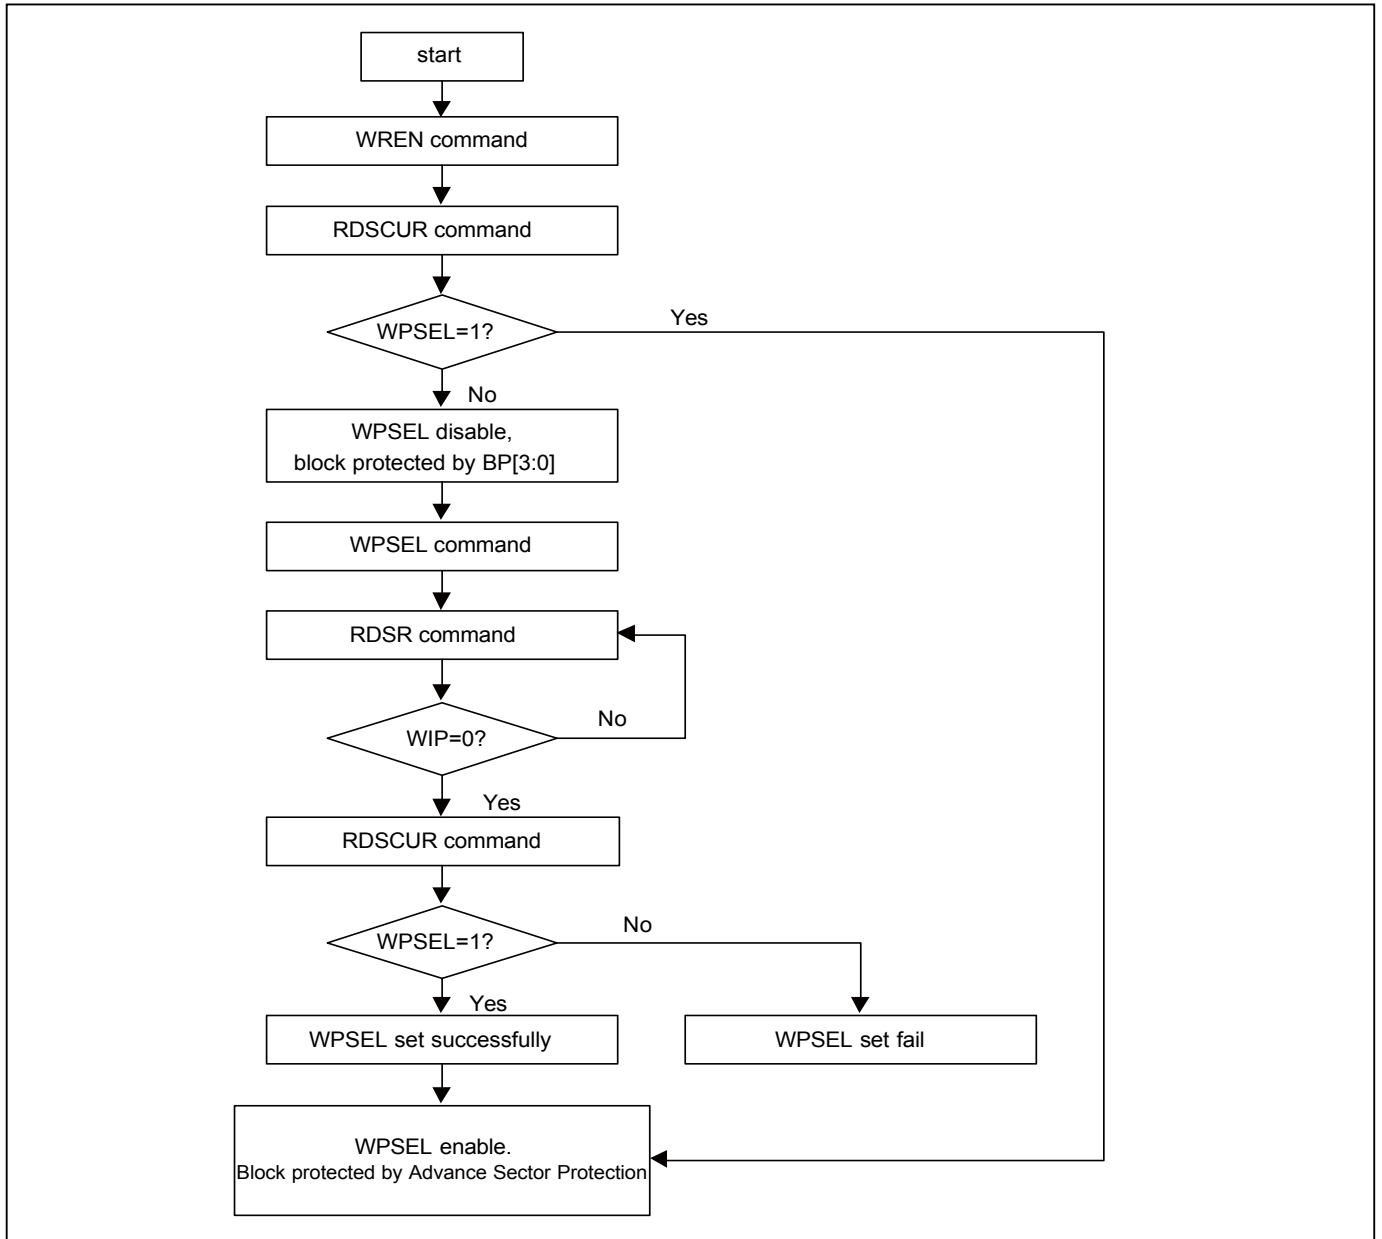 start
WREN command
RDSCUR command
WPSEL=1?
Yes
No
WPSEL disable,
block protected by BP[3:0]
WPSEL command
RDSR command
WIP=0?
No
Yes
RDSCUR command
WPSEL=1?
No
Yes
WPSEL set successfully
WPSEL set fail
WPSEL enable.
Block protected by Advance Sector Protection